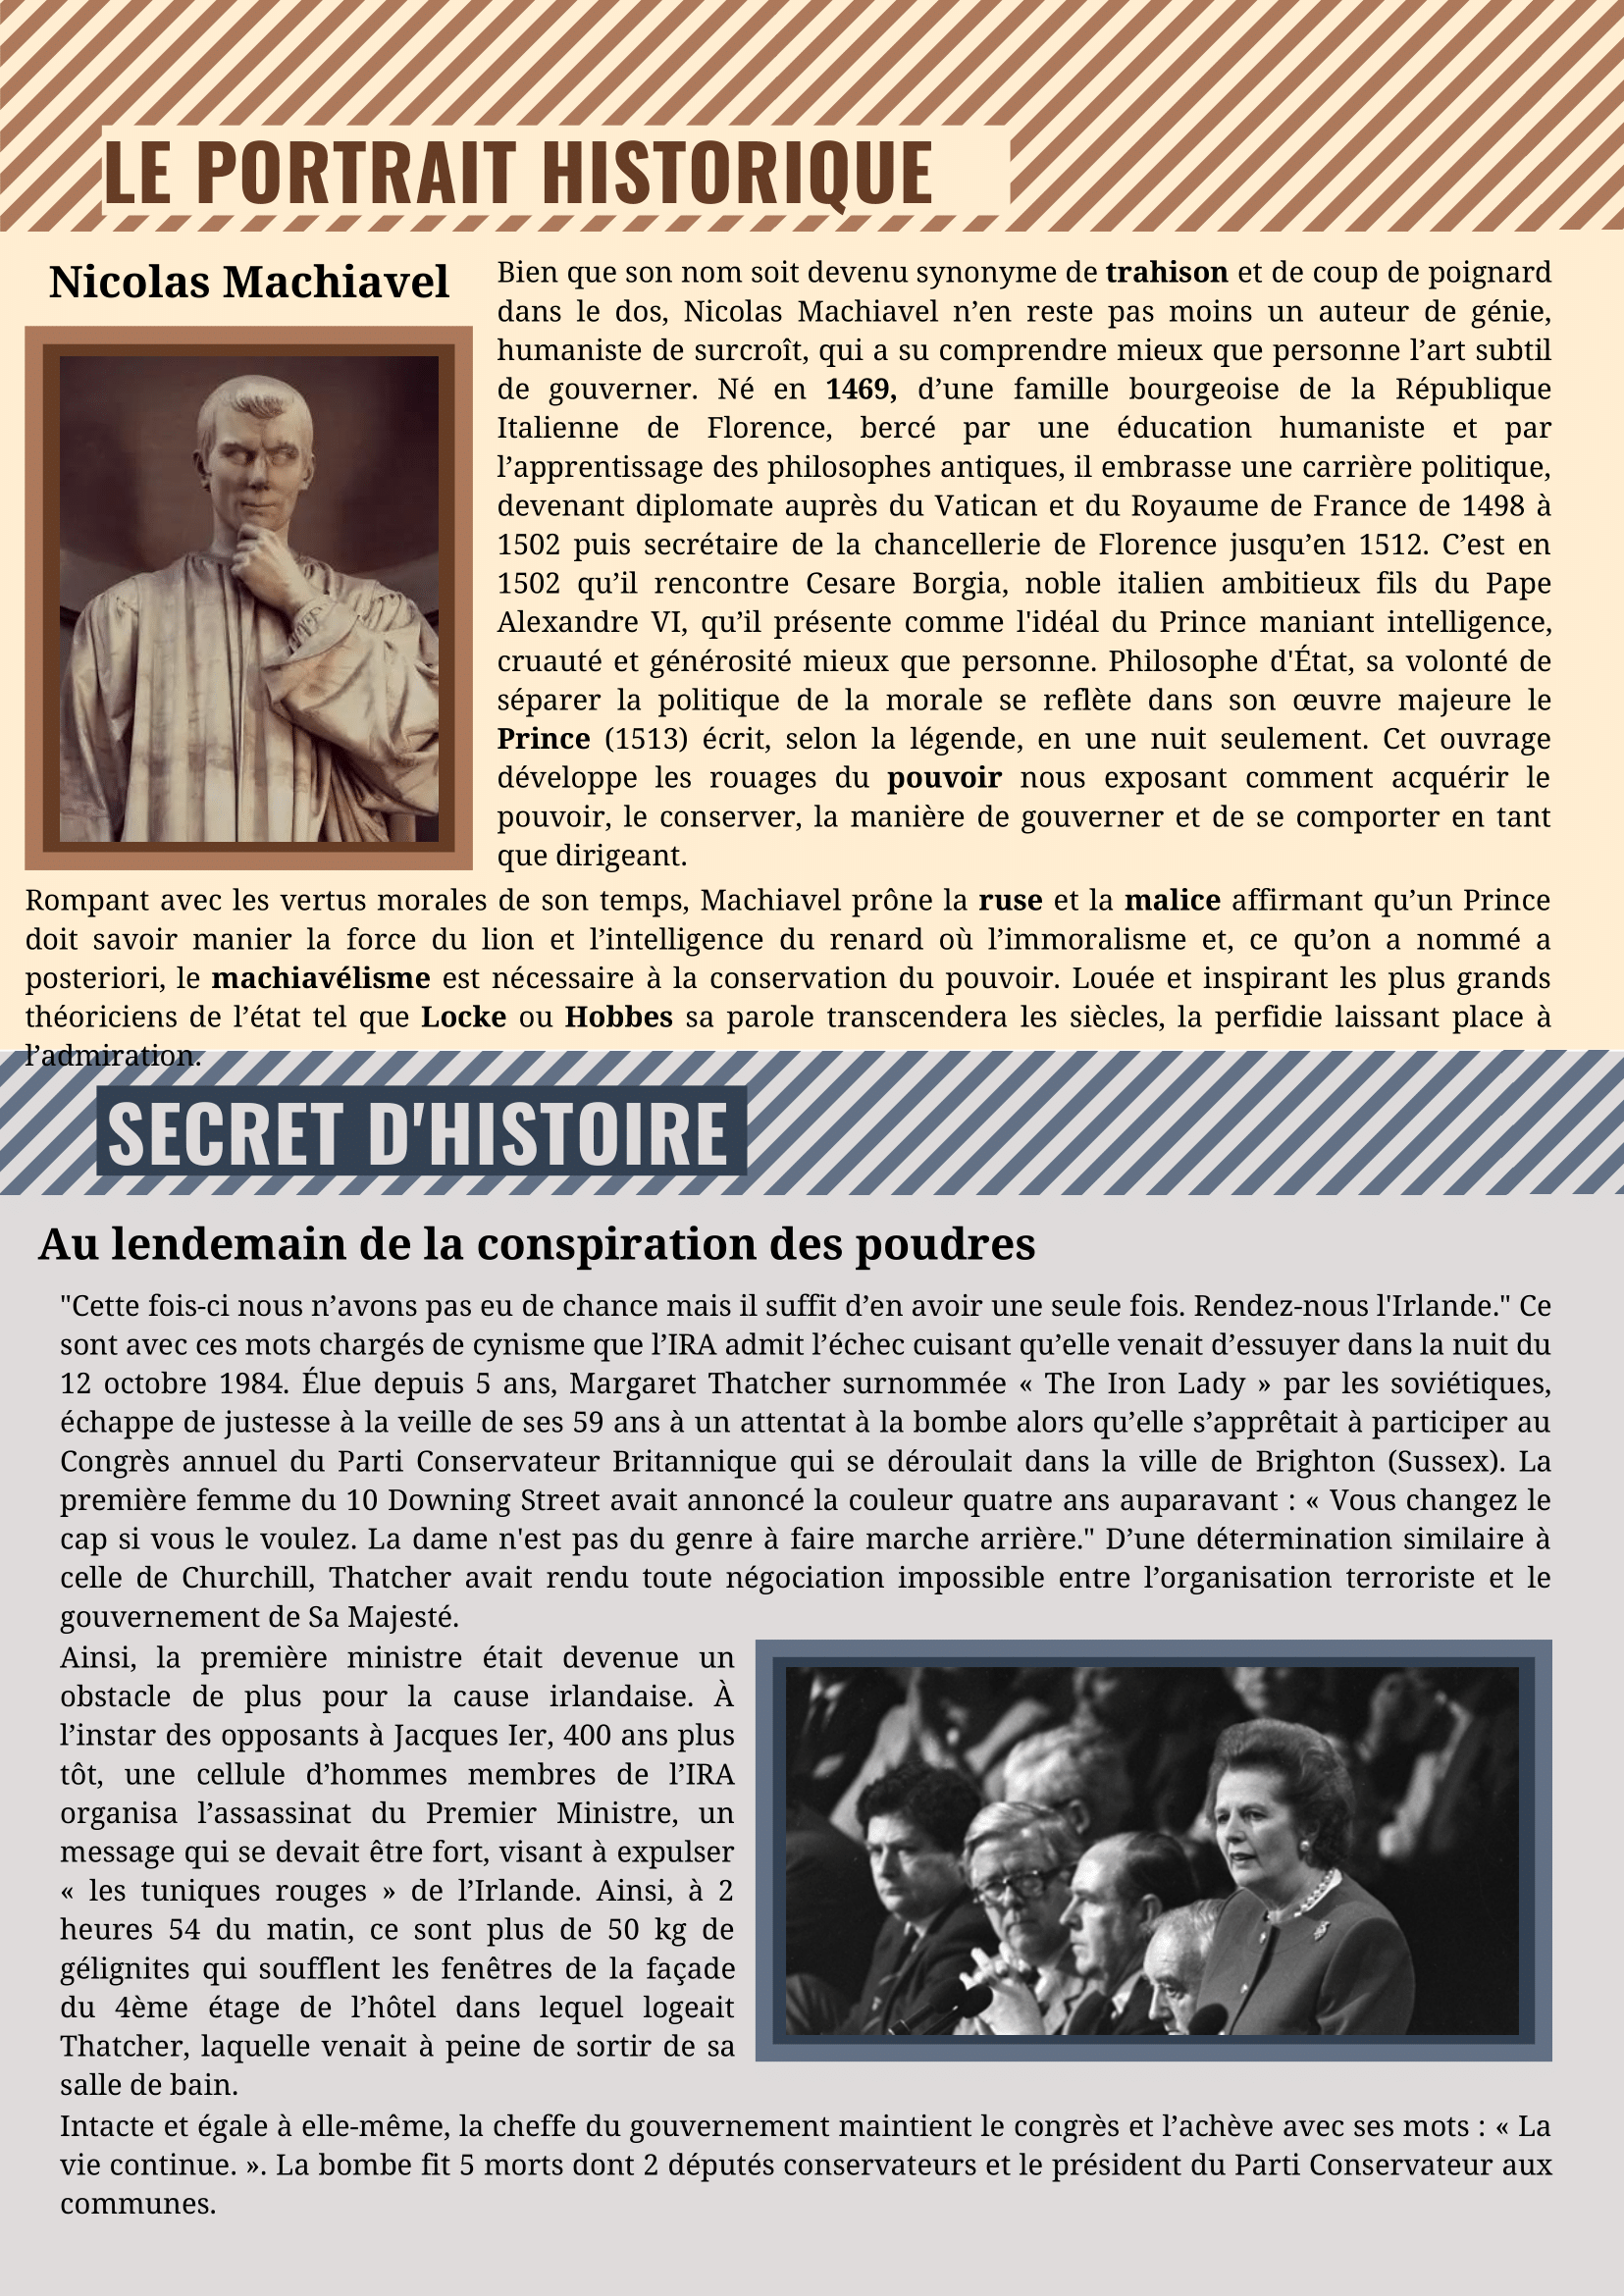 LE PORTRAIT HISTORIQUE
Nicolas Machiavel
Bien que son nom soit devenu synonyme de trahison et de coup de poignard
dans le dos, Nicolas Machiavel n’en reste pas moins un auteur de génie,
humaniste de surcroît, qui a su comprendre mieux que personne l’art subtil
de gouverner. Né en 1469, d’une famille bourgeoise de la République
Italienne de Florence, bercé par une éducation humaniste et par
l’apprentissage des philosophes antiques, il embrasse une carrière politique,
devenant diplomate auprès du Vatican et du Royaume de France de 1498 à
1502 puis secrétaire de la chancellerie de Florence jusqu’en 1512. C’est en
1502 qu’il rencontre Cesare Borgia, noble italien ambitieux fils du Pape
Alexandre VI, qu’il présente comme l'idéal du Prince maniant intelligence,
cruauté et générosité mieux que personne. Philosophe d'État, sa volonté de
séparer la politique de la morale se reflète dans son œuvre majeure le
Prince (1513) écrit, selon la légende, en une nuit seulement. Cet ouvrage
développe les rouages du pouvoir nous exposant comment acquérir le
pouvoir, le conserver, la manière de gouverner et de se comporter en tant
que dirigeant.
Rompant avec les vertus morales de son temps, Machiavel prône la ruse et la malice affirmant qu’un Prince
doit savoir manier la force du lion et l’intelligence du renard où l’immoralisme et, ce qu’on a nommé a
posteriori, le machiavélisme est nécessaire à la conservation du pouvoir. Louée et inspirant les plus grands
théoriciens de l’état tel que Locke ou Hobbes sa parole transcendera les siècles, la perfidie laissant place à
l’admiration.
SECRET D'HISTOIRE
Au lendemain de la conspiration des poudres
"Cette fois-ci nous n’avons pas eu de chance mais il suffit d’en avoir une seule fois. Rendez-nous l'Irlande." Ce
sont avec ces mots chargés de cynisme que l’IRA admit l’échec cuisant qu’elle venait d’essuyer dans la nuit du
12 octobre 1984. Élue depuis 5 ans, Margaret Thatcher surnommée « The Iron Lady » par les soviétiques,
échappe de justesse à la veille de ses 59 ans à un attentat à la bombe alors qu’elle s’apprêtait à participer au
Congrès annuel du Parti Conservateur Britannique qui se déroulait dans la ville de Brighton (Sussex). La
première femme du 10 Downing Street avait annoncé la couleur quatre ans auparavant : « Vous changez le
cap si vous le voulez. La dame n'est pas du genre à faire marche arrière." D’une détermination similaire à
celle de Churchill, Thatcher avait rendu toute négociation impossible entre l’organisation terroriste et le
gouvernement de Sa Majesté.
Ainsi, la première ministre était devenue un
obstacle de plus pour la cause irlandaise. À
l’instar des opposants à Jacques Ier, 400 ans plus
tôt, une cellule d’hommes membres de l’IRA
organisa l’assassinat du Premier Ministre, un
message qui se devait être fort, visant à expulser
« les tuniques rouges » de l’Irlande. Ainsi, à 2
heures 54 du matin, ce sont plus de 50 kg de
gélignites qui soufflent les fenêtres de la façade
du 4ème étage de l’hôtel dans lequel logeait
Thatcher, laquelle venait à peine de sortir de sa
salle de bain.
Intacte et égale à elle-même, la cheffe du gouvernement maintient le congrès et l’achève avec ses mots : « La
vie continue. ». La bombe fit 5 morts dont 2 députés conservateurs et le président du Parti Conservateur aux
communes.